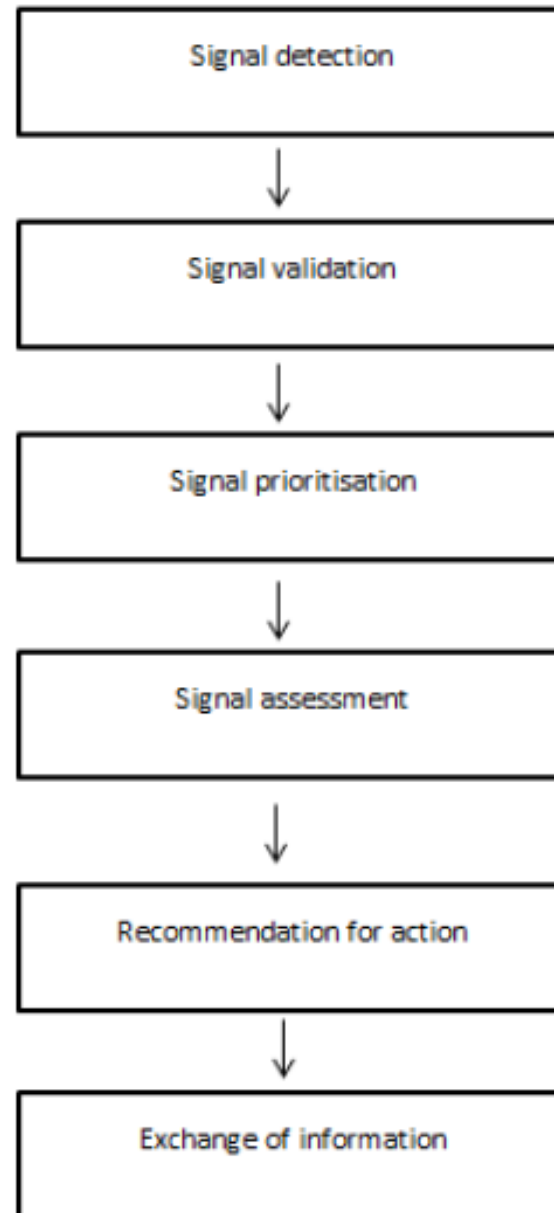 Signal detection
Signal validation
Signal prioritisation
Signal assessment
Recommendation for action
Exchange of information